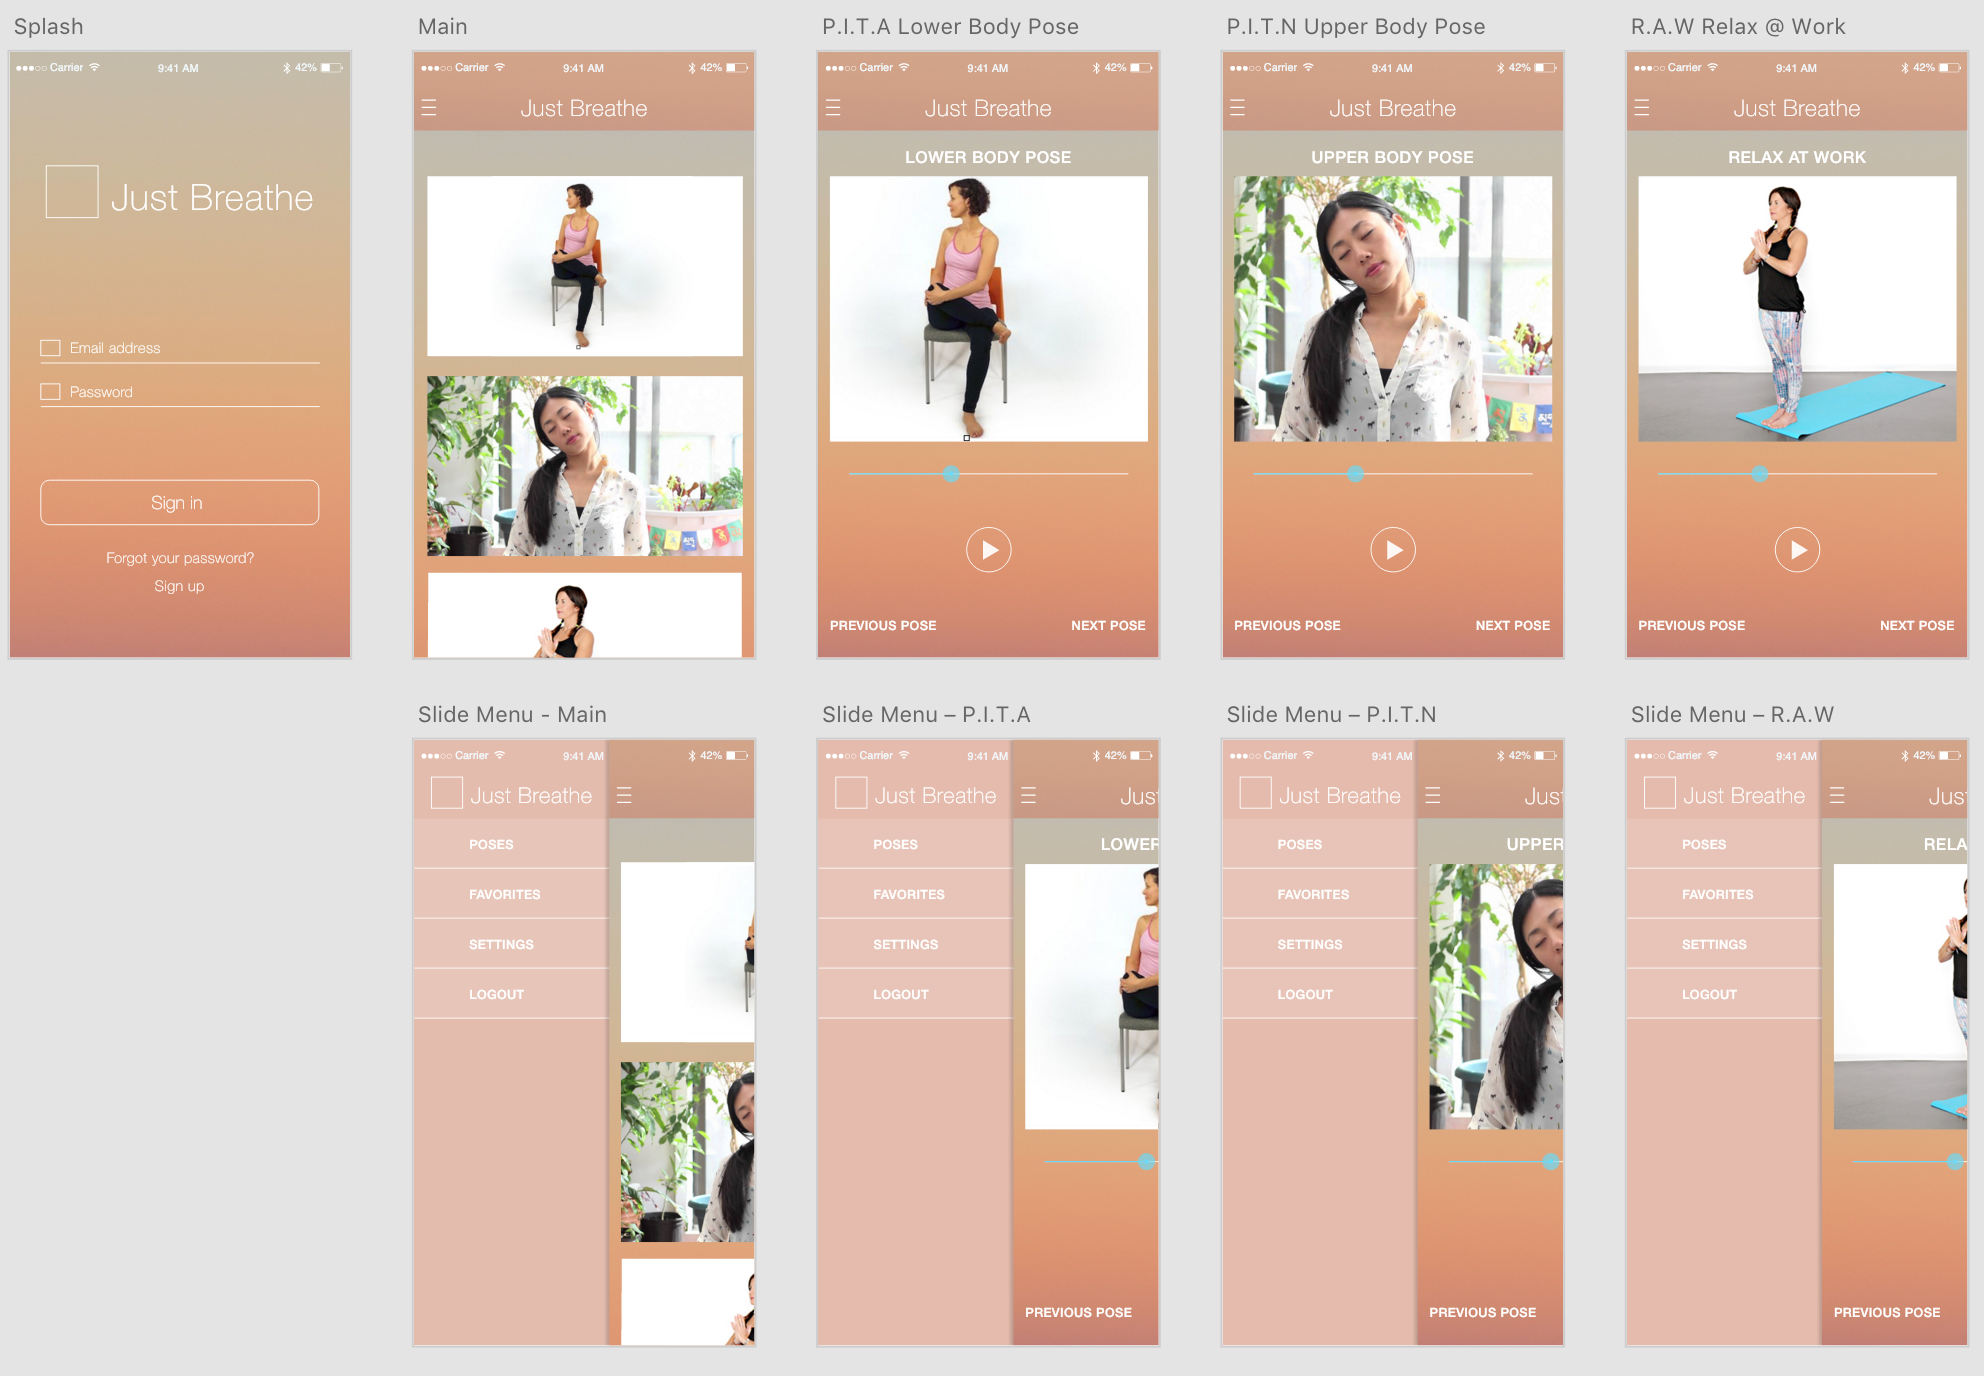 Splash
Carrier 9:41 AM 42%
Just Breathe
Email address
Password
Sign in
Forgot your password?
Sign up
Main
Carrier 9:41 AM 42%
Just Breathe
P.I.T.A Lower Body Pose
Carrier 9:41 AM 42%
Just Breathe
LOWER BODY POSE
PREVIOUS POSE NEXT POSE
P.I.T.N Upper Body Pose
Carrier 9:41 AM 42%
Just Breathe
UPPER BODY POSE
PREVIOUS POSE NEXT POSE
R.A.W Relax @ Work
Carrier 9:41 AM 42%
Just Breathe
RELAX AT WORK
PREVIOUS POSE NEXT POSE
Slide Menu - Main
Carrier 9:41 AM 42%
Just Breathe
POSES
FAVORITES
SETTINGS
LOGOUT
Slide Menu – P.I.T.A
Carrier 9:41 AM 42%
Just Breathe Jus
POSES LOWER
FAVORITES
SETTINGS
LOGOUT
PREVIOUS POSE
Slide Menu – P.I.T.N
Carrier 9:41 AM 42%
Just Breathe Just
POSES UPPER
FAVORITES
SETTINGS
LOGOUT
PREVIOUS POSE
Slide Menu – R.A.W
Carrier 9:41 AM 42%
Just Breathe Jus
POSES RELA
FAVORITES
SETTINGS
LOGOUT
PREVIOUS POSE